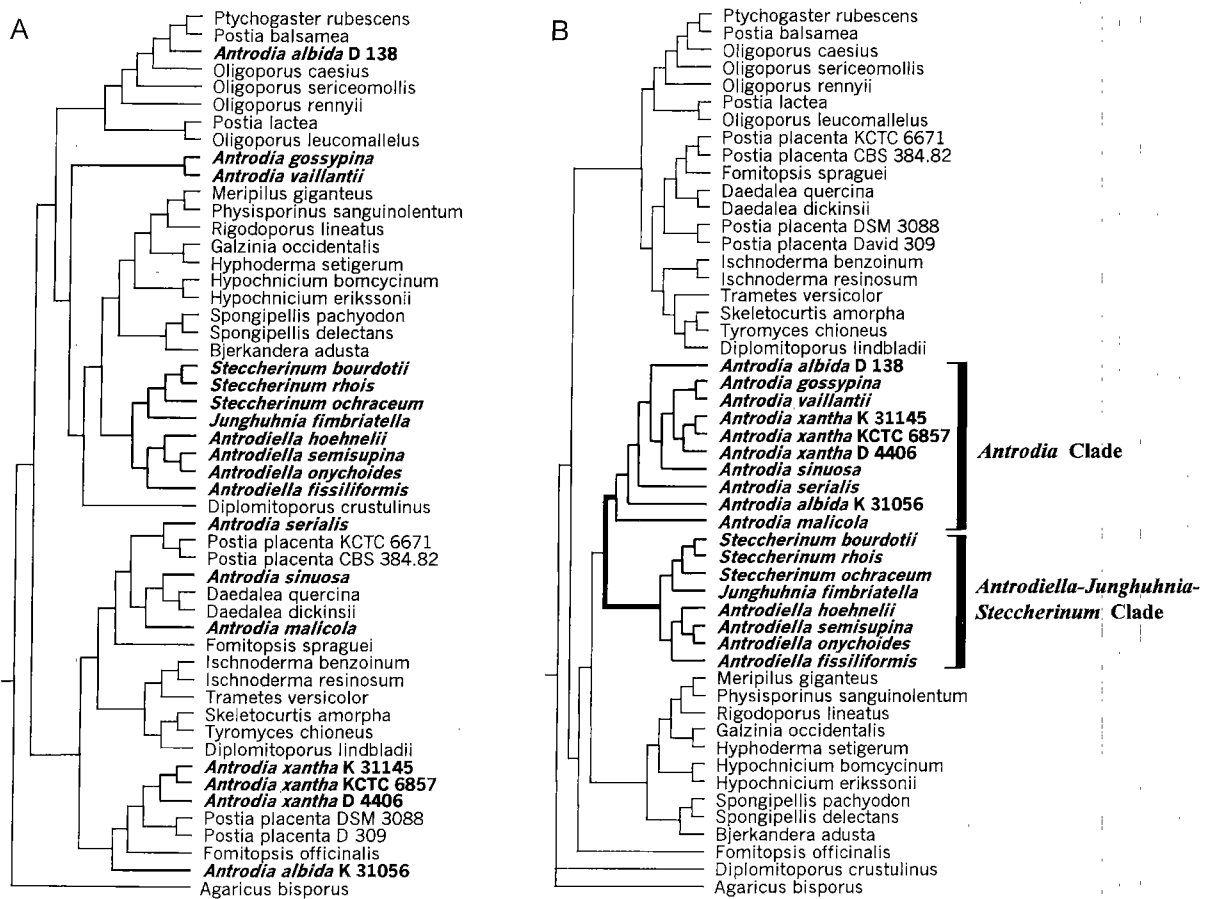 A
Ptychogaster rubescens
Postia balsamea
Antrodia albida D 138
Oligoporus caesius
Oligoporus sericeomollis
Oligoporus rennyii
Postia lactea
Oligoporus leucomallelus
Antrodia gossypina
Antrodia vaillantii
Meripilus giganteus
Physisporinus sanguinolentum
Rigodoporus lineatus
Galzinia occidentalis
Hyphoderma setigerum
Hypochnicium bomcycinum
Hypochnicium erikssonii
Spongipellis pachyodon
Spongipellis delectans
Bjerkandera adusta
Steccherinum bourdotii
Steccherinum rhois
Steccherinum ochraceum
Junghuhnia fimbriatella
Antrodiella hoehnelii
Antrodiella semisupina
Antrodiella onychoides
Antrodiella fissiliformis
Diplomitoporus crustulinus
Antrodia serialis
Postia placenta KCTC 6671
Postia placenta CBS 384.82
Antrodia sinuosa
Daedalea quercina
Daedalea dickinsii
Antrodia malicola
Fomitopsis spraguei
Ischnoderma benzoinum
Ischnoderma resinosum
Trametes versicolor
Skeletocurtis amorpha
Tyromyces chioneus
Diplomitoporus lindbladii
Antrodia xantha K 31145
Antrodia xantha KCTC 6857
Antrodia xantha D 4406
Postia placenta DSM 3088
Postia placenta D 309
Fomitopsis officinalis
Antrodia albida K 31056
Agaricus bisporus
B
Ptychogaster rubescens
Postia balsamea
Oligoporus caesius
Oligoporus sericeomollis
Oligoporus rennyii
Postia lactea
Oligoporus leucomallelus
Postia placenta KCTC 6671
Postia placenta CBS 384.82
Fomitopsis spraguei
Daedalea quercina
Daedalea dickinsii
Postia placenta DSM 3088
Postia placenta David 309
Ischnoderma benzoinum
Ischnoderma resinosum
Trametes versicolor
Skeletocurtis amorpha
Tyromyces chioneus
Diplomitoporus lindbladii
Antrodia albida D 138
Antrodia gossypina
Antrodia vaillantii
Antrodia xantha K 31145
Antrodia xantha KCTC 6857
Antrodia xantha D 4406
Antrodia sinuosa
Antrodia serialis
Antrodia albida K 31056
Antrodia malicola
Steccherinum bourdotii
Steccherinum rhois
Steccherinum ochraceum
Junghuhnia fimbriatella
Antrodiella hoehnelii
Antrodiella semisupina
Antrodiella onychoides
Antrodiella fissiliformis
Meripilus giganteus
Physisporinus sanguinolentum
Rigodoporus lineatus
Galzinia occidentalis
Hyphoderma setigerum
Hypochnicium bomcycinum
Hypochnicium erikssonii
Spongipellis pachyodon
Spongipellis delectans
Bjerkandera adusta
Fomitopsis officinalis
Diplomitoporus crustulinus
Agaricus bisporus
Antrodia Clade
Antrodiella-Junghuhnia-
Steccherinum Clade